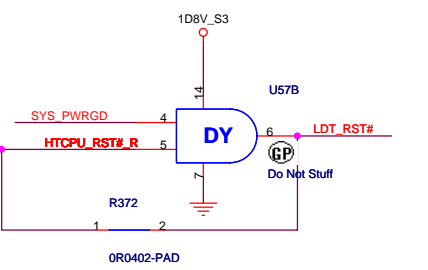 1D8V_S3
14
U57B
SYS_PWRGD
4
DY
6
LDT_RST#
HTCPU_RST#_R
5
GP
7
Do Not Stuff
R372
1
2
0R0402-PAD